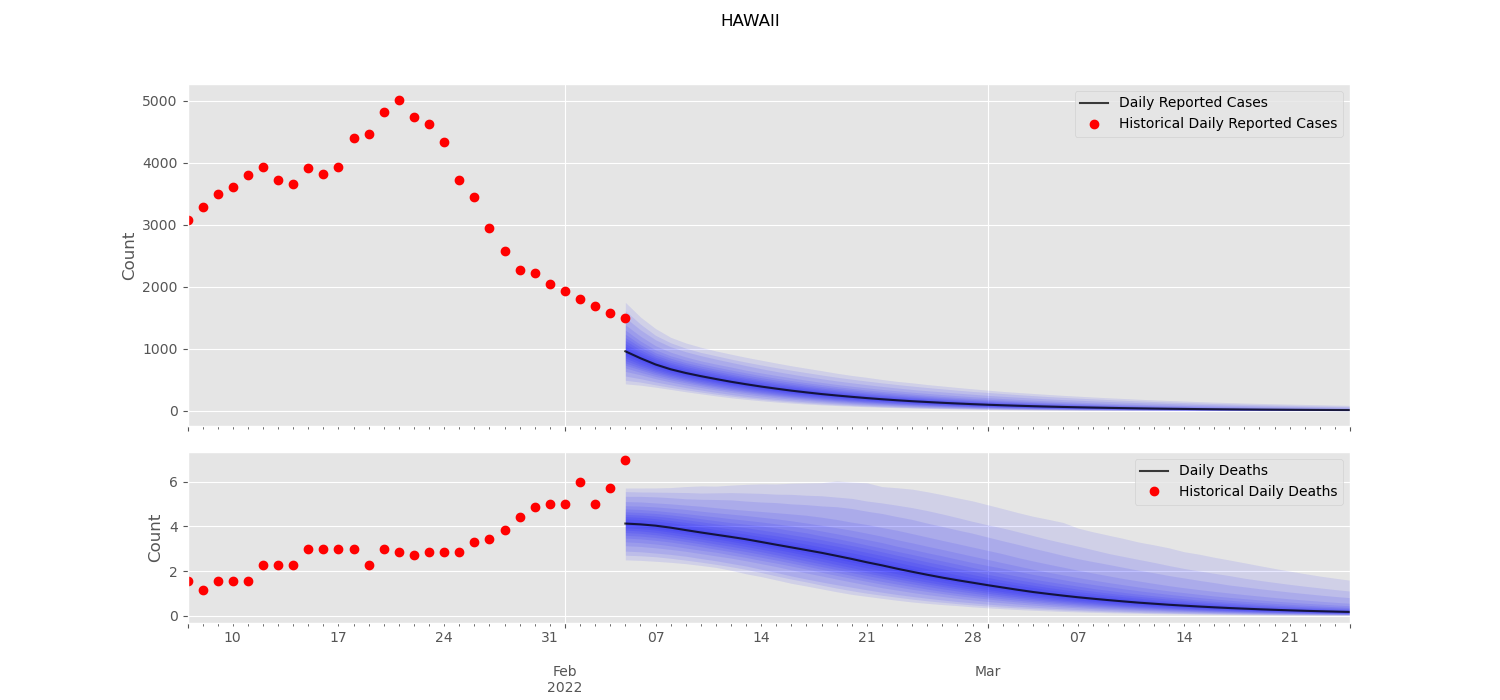 HAWAII
5000
4000
3000
2000
1000
0
Count
Daily Reported Cases
Historical Daily Reported Cases
6
4
2
0
Count
Daily Deaths
Historical Daily Deaths
10 17 24 31 07 14 21 28 07 14 21
Feb Mar
2022